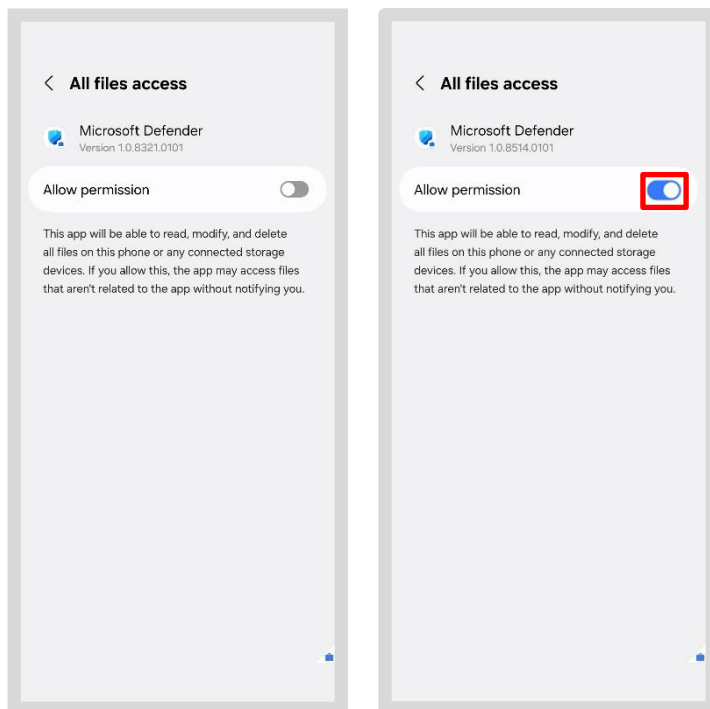 All files access
Microsoft Defender
Version 1.0.8321.0101
Allow permission
This app will be able to read, modify, and delete
all files on this phone or any connected storage
devices. If you allow this, the app may access files
that aren't related to the app without notifying you.
All files access
Microsoft Defender
Version 1.0.8514.0101
Allow permission
This app will be able to read, modify, and delete
all files on this phone or any connected storage
devices. If you allow this, the app may access files
that aren't related to the app without notifying you.